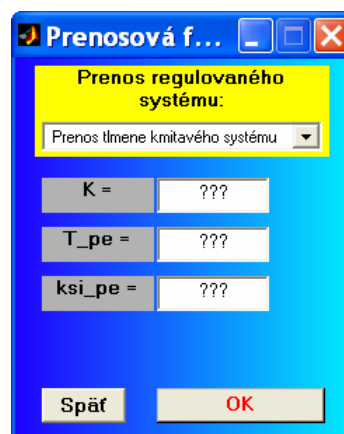 Prenosová f...
Prenos regulovaného
systému:
Prenos tlmene kmitavého systému
K =
???
T_pe =
???
ksi_pe =
???
Späť
OK